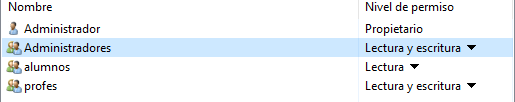 Nombre Nivel de permiso
Administrador Propietario
Administradores Lectura y escritura
alumnos Lectura
profes Lectura y escritura